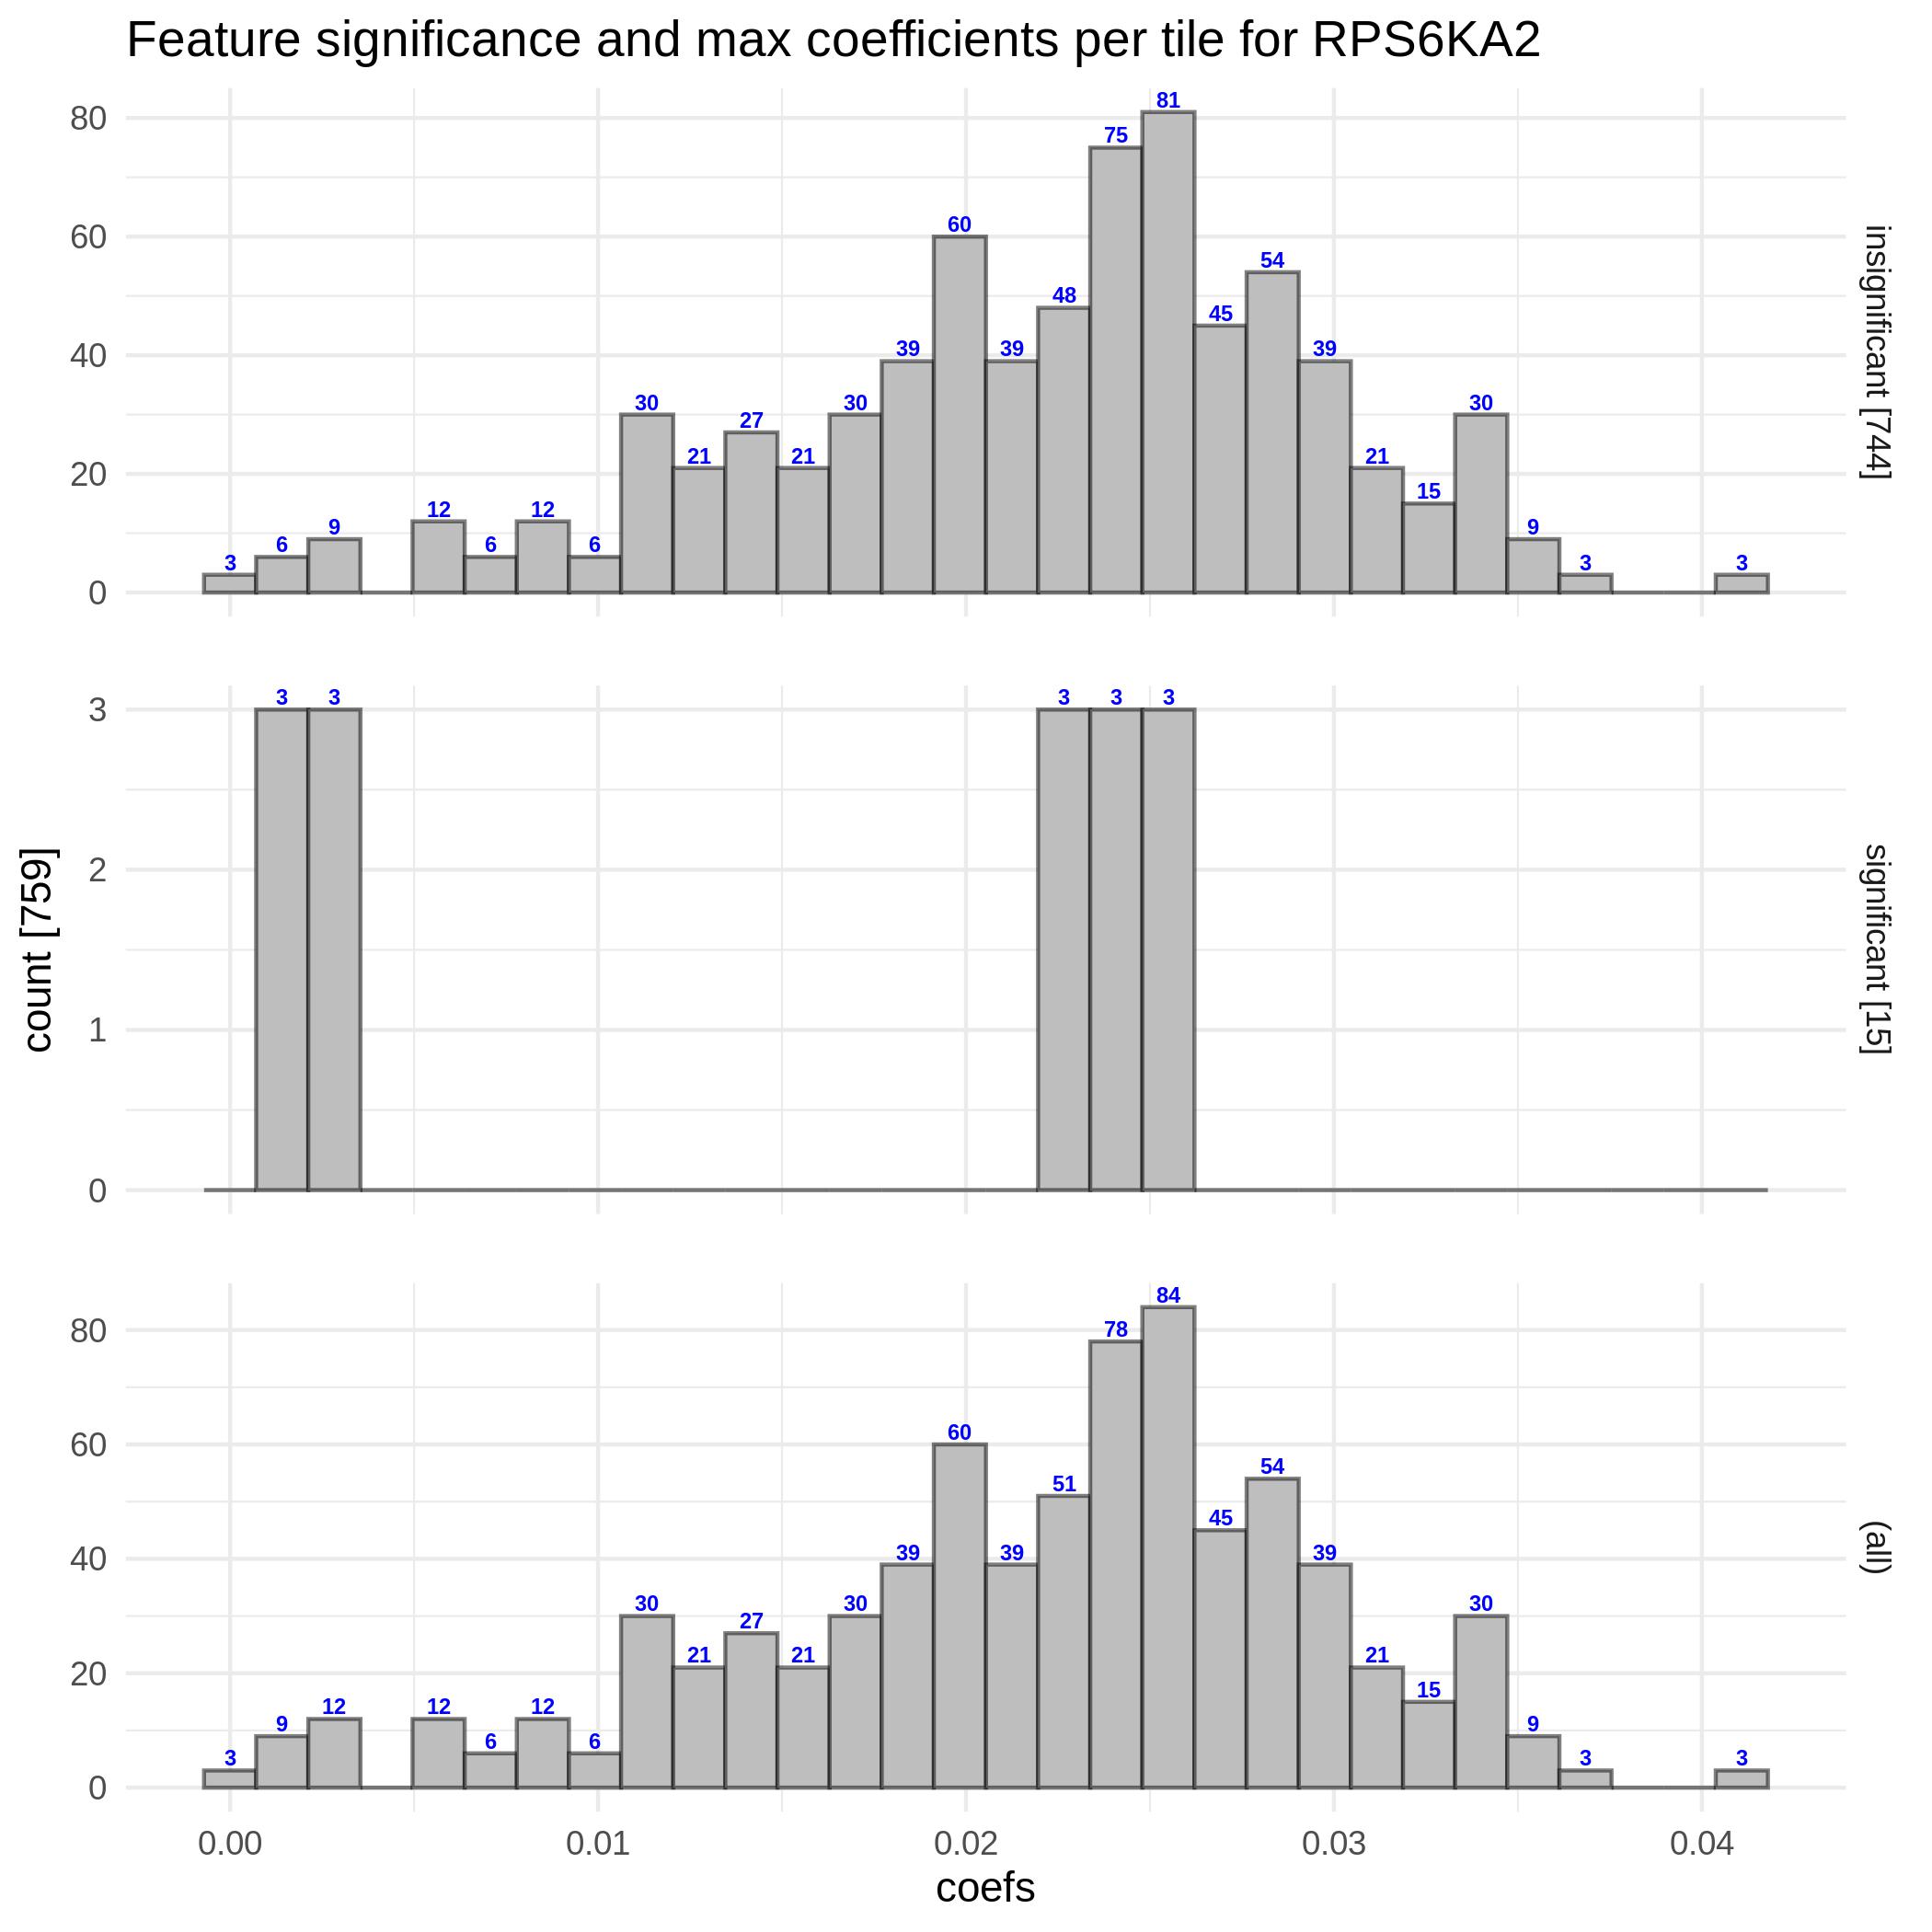 Feature significance and max coefficients per tile for RPS6KA2
80
60
40
20
0
3 6 9 12 6 12 6 30 21 27 21 30 39 60 39 48 75 81 45 54 39 21 15 30 9 3 3
insignificant [744]
count [759]
3
2
1
0
3 3 3 3 3
significant [15]
80
60
40
20
0
3 9 12 12 6 12 6 30 21 27 21 30 39 60 39 51 78 84 45 54 39 21 15 30 9 3 3
(all)
0.00 0.01 0.02 0.03 0.04
coefs